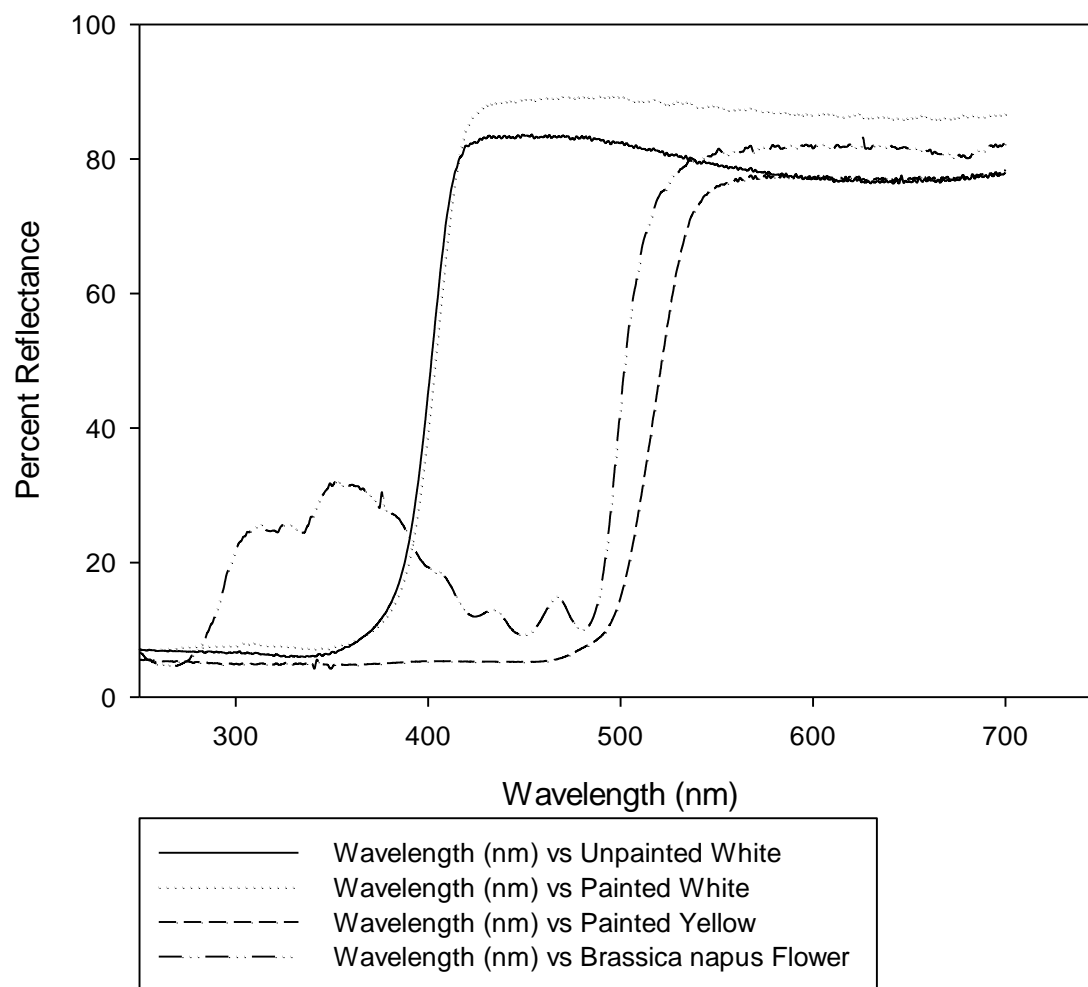 100
80
60
40
20
0
Percent Reflectance
300 400 500 600 700
Wavelength (nm)
Wavelength (nm) vs Unpainted White
Wavelength (nm) vs Painted White
Wavelength (nm) vs Painted Yellow
Wavelength (nm) vs Brassica napus Flower